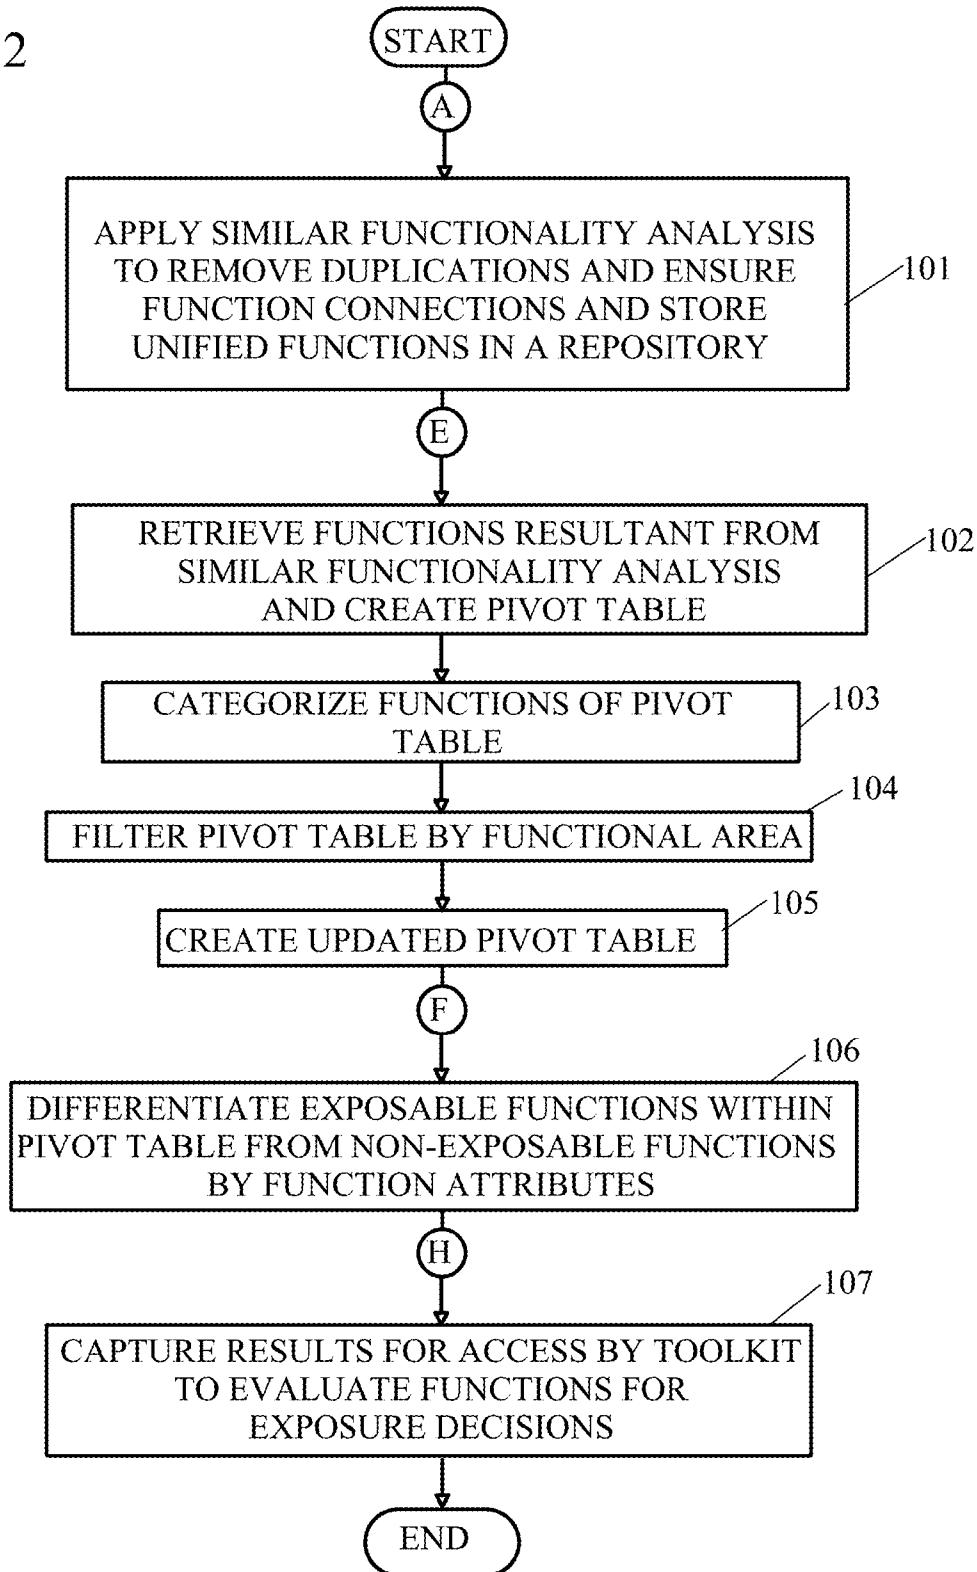 2
START
A
APPLY SIMILAR FUNCTIONALITY ANALYSIS
TO REMOVE DUPLICATIONS AND ENSURE
FUNCTION CONNECTIONS AND STORE
UNIFIED FUNCTIONS IN A REPOSITORY
101
E
RETRIEVE FUNCTIONS RESULTANT FROM
SIMILAR FUNCTIONALITY ANALYSIS
AND CREATE PIVOT TABLE
102
CATEGORIZE FUNCTIONS OF PIVOT
TABLE
103
FILTER PIVOT TABLE BY FUNCTIONAL AREA
104
CREATE UPDATED PIVOT TABLE
105
F
106
DIFFERENTIATE EXPOSABLE FUNCTIONS WITHIN
PIVOT TABLE FROM NON-EXPOSABLE FUNCTIONS
BY FUNCTION ATTRIBUTES
H
107
CAPTURE RESULTS FOR ACCESS BY TOOLKIT
TO EVALUATE FUNCTIONS FOR
EXPOSURE DECISIONS
END